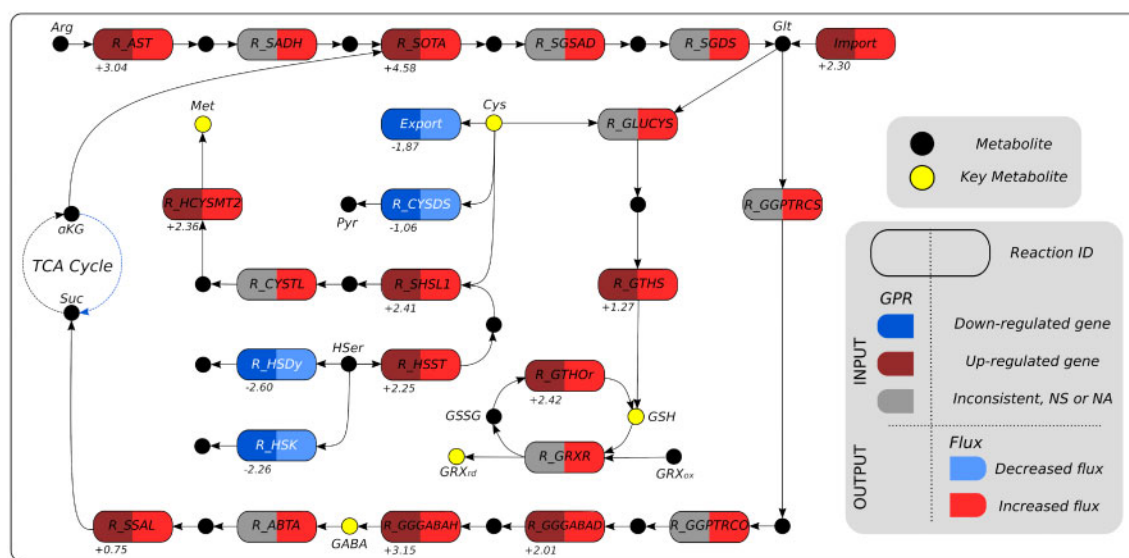 Arg
R_AST
+3.04
R_SADH
R_SOTA
+4.58
R_SGSAD
R_SGDS
Glt
Import
+2.30
Met
Export
-1,87
Cys
R_GLUCYS
R_HCYSMT2
+2.36
R_CYSDS
-1,06
Pyr
R_GGPTRCS
αKG
TCA Cycle
Suc
R_CYSTL
R_SHSL1
+2.41
R_GTHS
+1.27
HSer
R_HSDy
-2.60
R_HSST
+2.25
R_GTHOr
+2.42
GSSG
GSH
R_HSK
-2.26
R_GRXR
GRXrd
GRXox
R_SSAL
+0.75
R_ABTA
GABA
R_GGGABAH
+3.15
R_GGGABAD
+2.01
R_GGPTRCO
Metabolite
Key Metabolite
Reaction ID
GPR
INPUT
Down-regulated gene
Up-regulated gene
Inconsistent, NS or NA
OUTPUT
Flux
Decreased flux
Increased flux